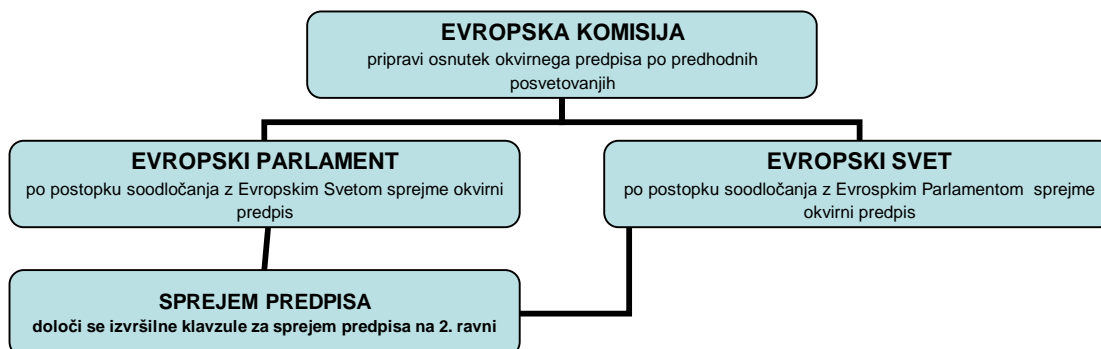 EVROPSKA KOMISIJA
pripravi osnutek okvirnega predpisa po predhodnih
posvetovanjih
EVROPSKI PARLAMENT
po postopku soodločanja z Evropskim Svetom sprejme okvirni
predpis
EVROPSKI SVET
po postopku soodločanja z Evrospkim Parlamentom sprejme
okvirni predpis
SPREJEM PREDPISA
določi se izvršilne klavzule za sprejem predpisa na 2. ravni